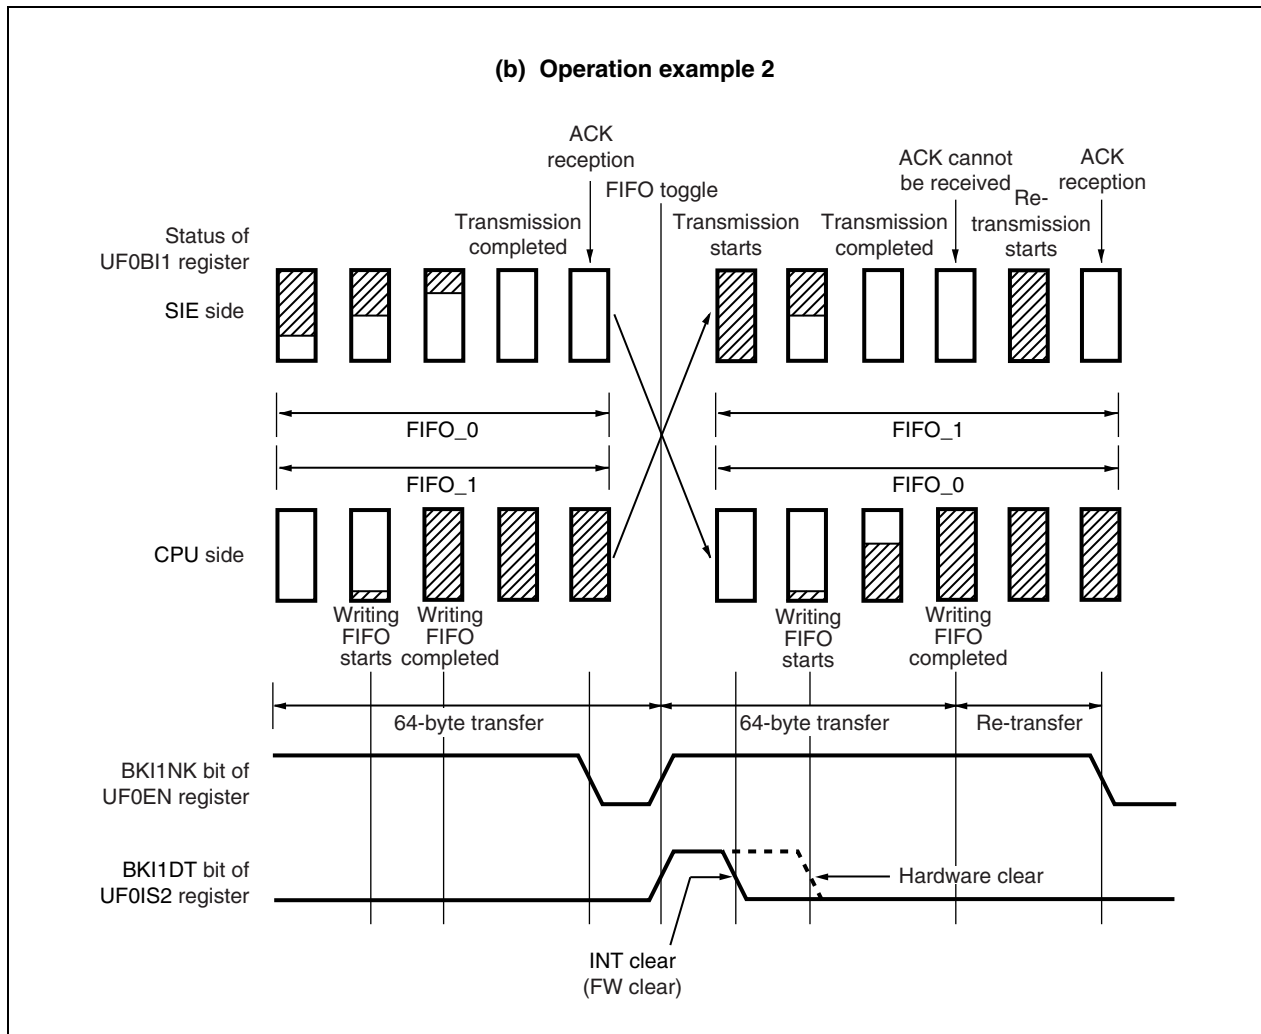 (b) Operation example 2
ACK
reception
FIFO toggle
ACK cannot
be received
ACK
reception
Status of
UF0BI1 register
Transmission
completed
Transmission
starts
Transmission
completed
Re-
transmission
starts
SIE side
FIFO_0
FIFO_1
FIFO_1
FIFO_0
CPU side
Writing
FIFO
starts
Writing
FIFO
completed
Writing
FIFO
starts
Writing
FIFO
completed
64-byte transfer
64-byte transfer
Re-transfer
BKI1NK bit of
UF0EN register
BKI1DT bit of
UF0IS2 register
Hardware clear
INT clear
(FW clear)